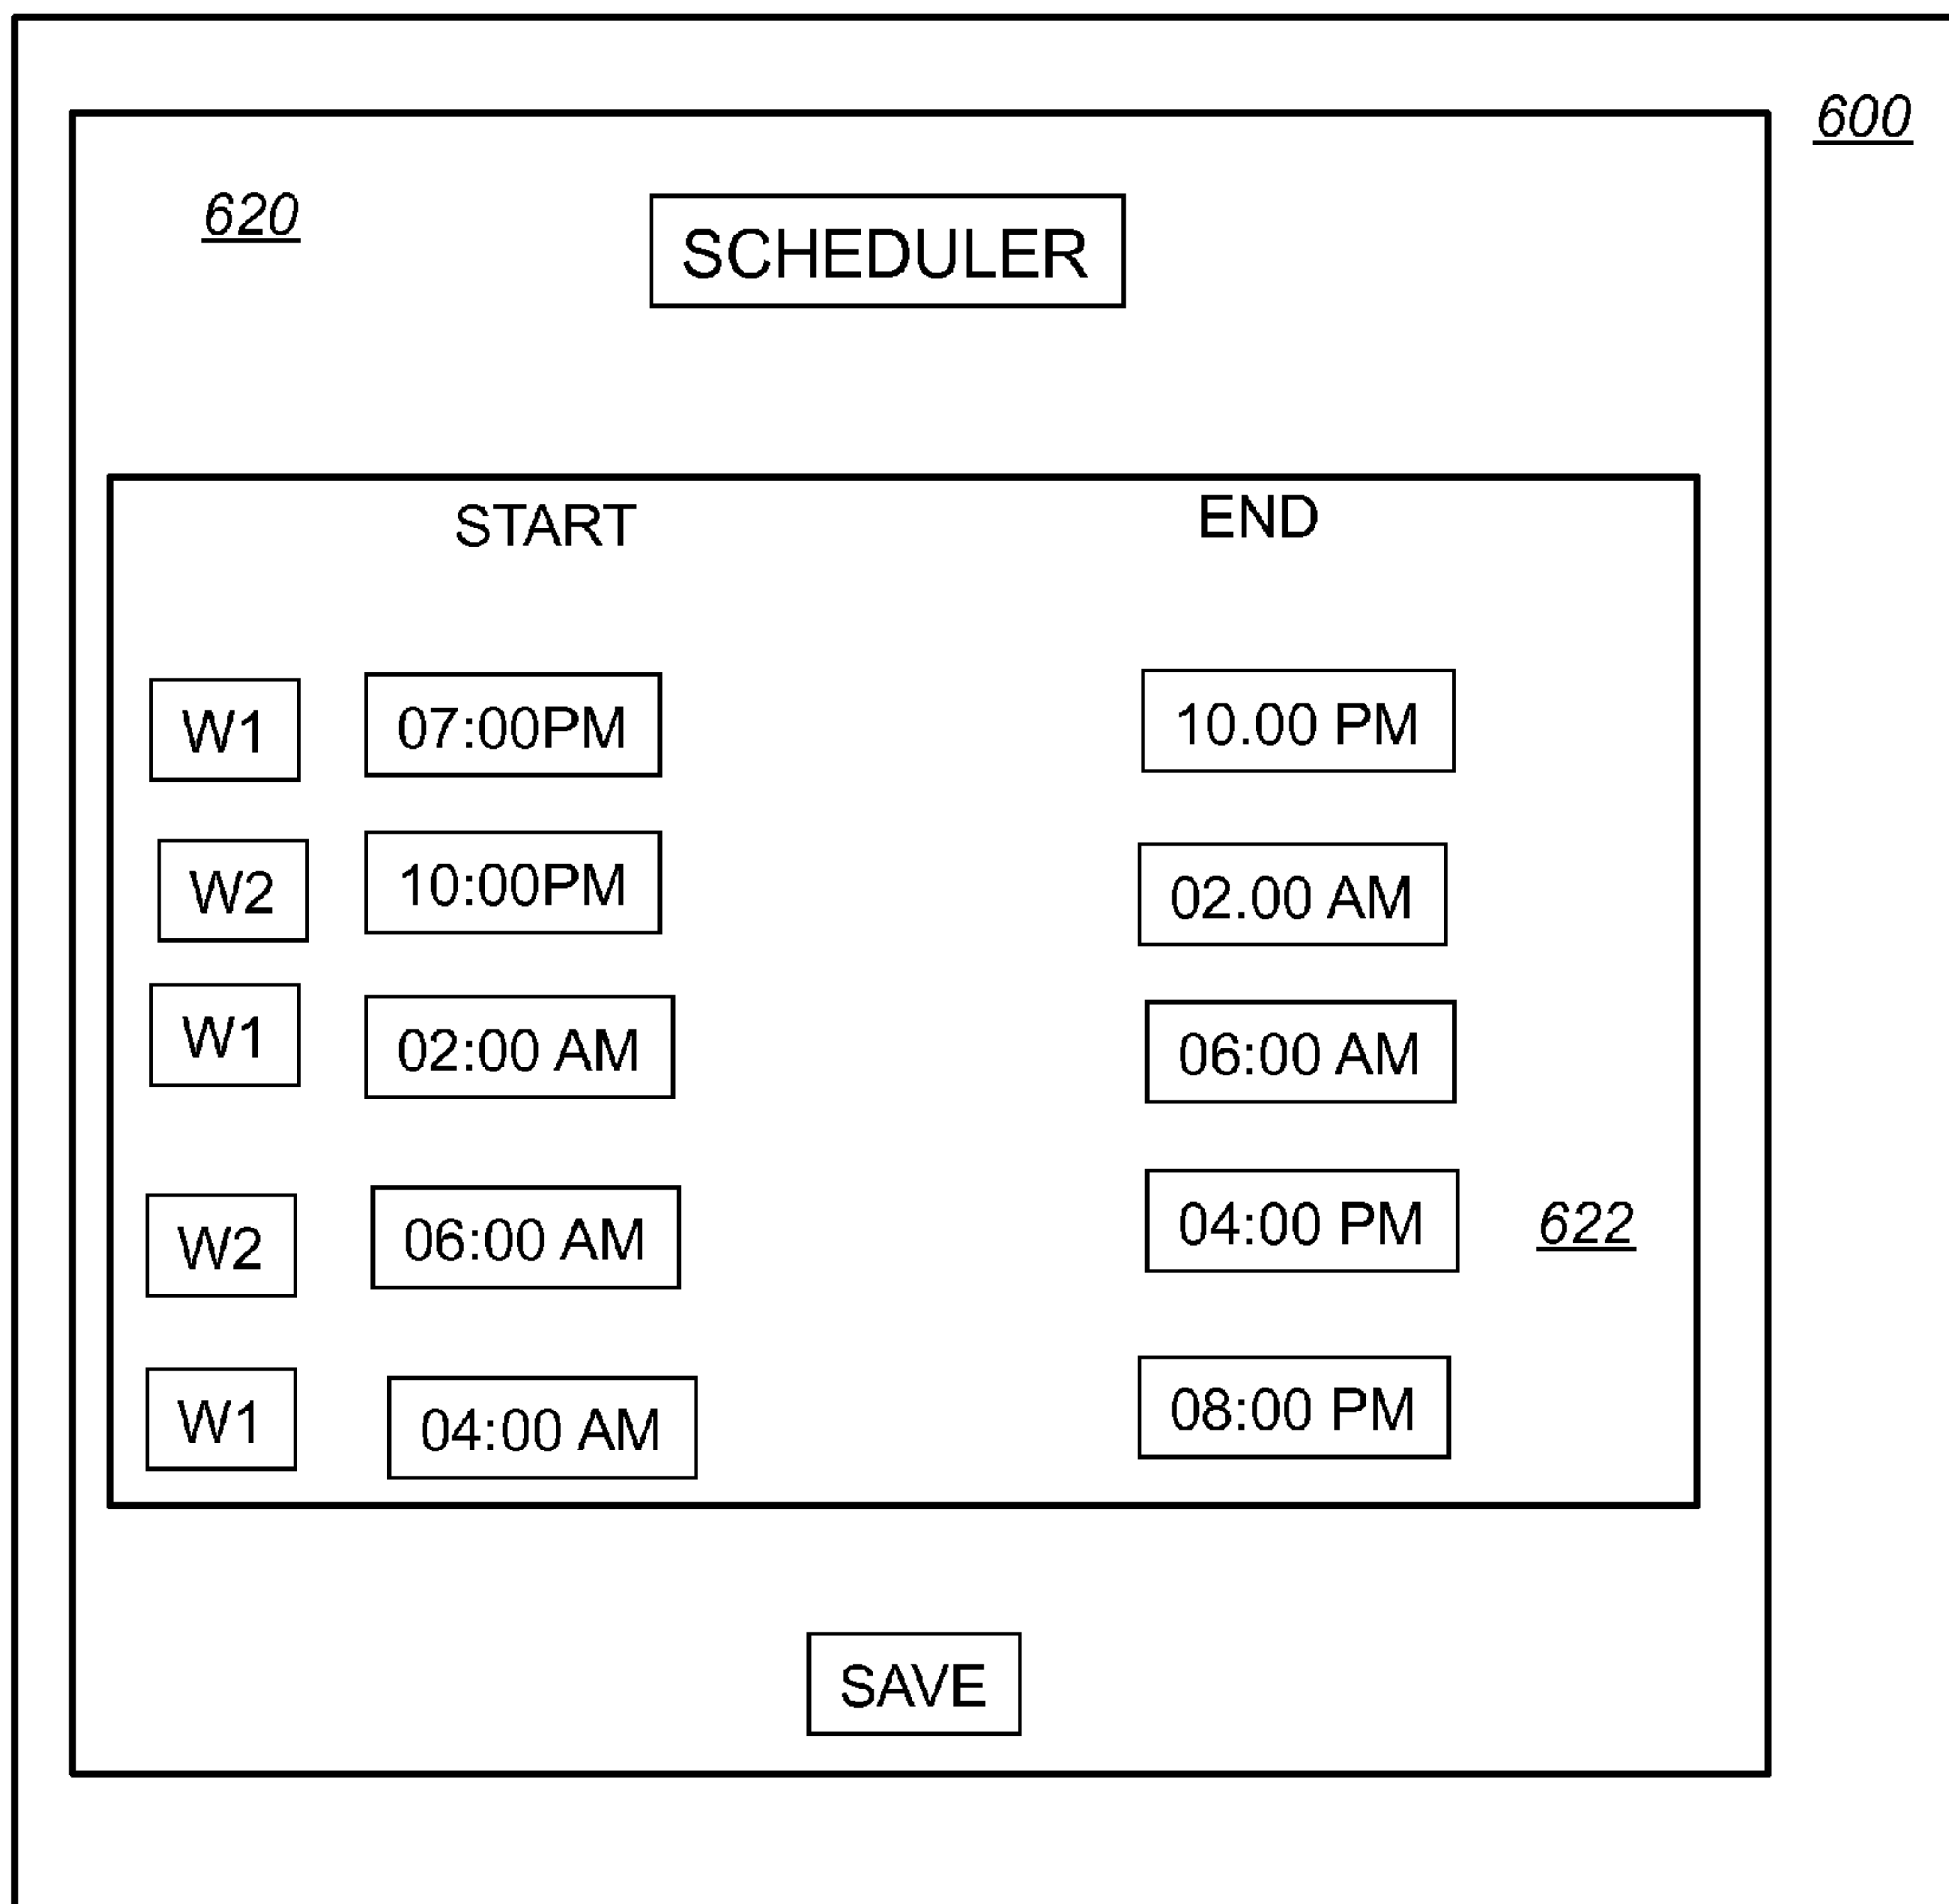 600
620
SCHEDULER
START END
W1 07:00PM 10.00 PM
W2 10:00PM 02.00 AM
W1 02:00 AM 06:00 AM
W2 06:00 AM 04:00 PM 622
W1 04:00 AM 08:00 PM
SAVE